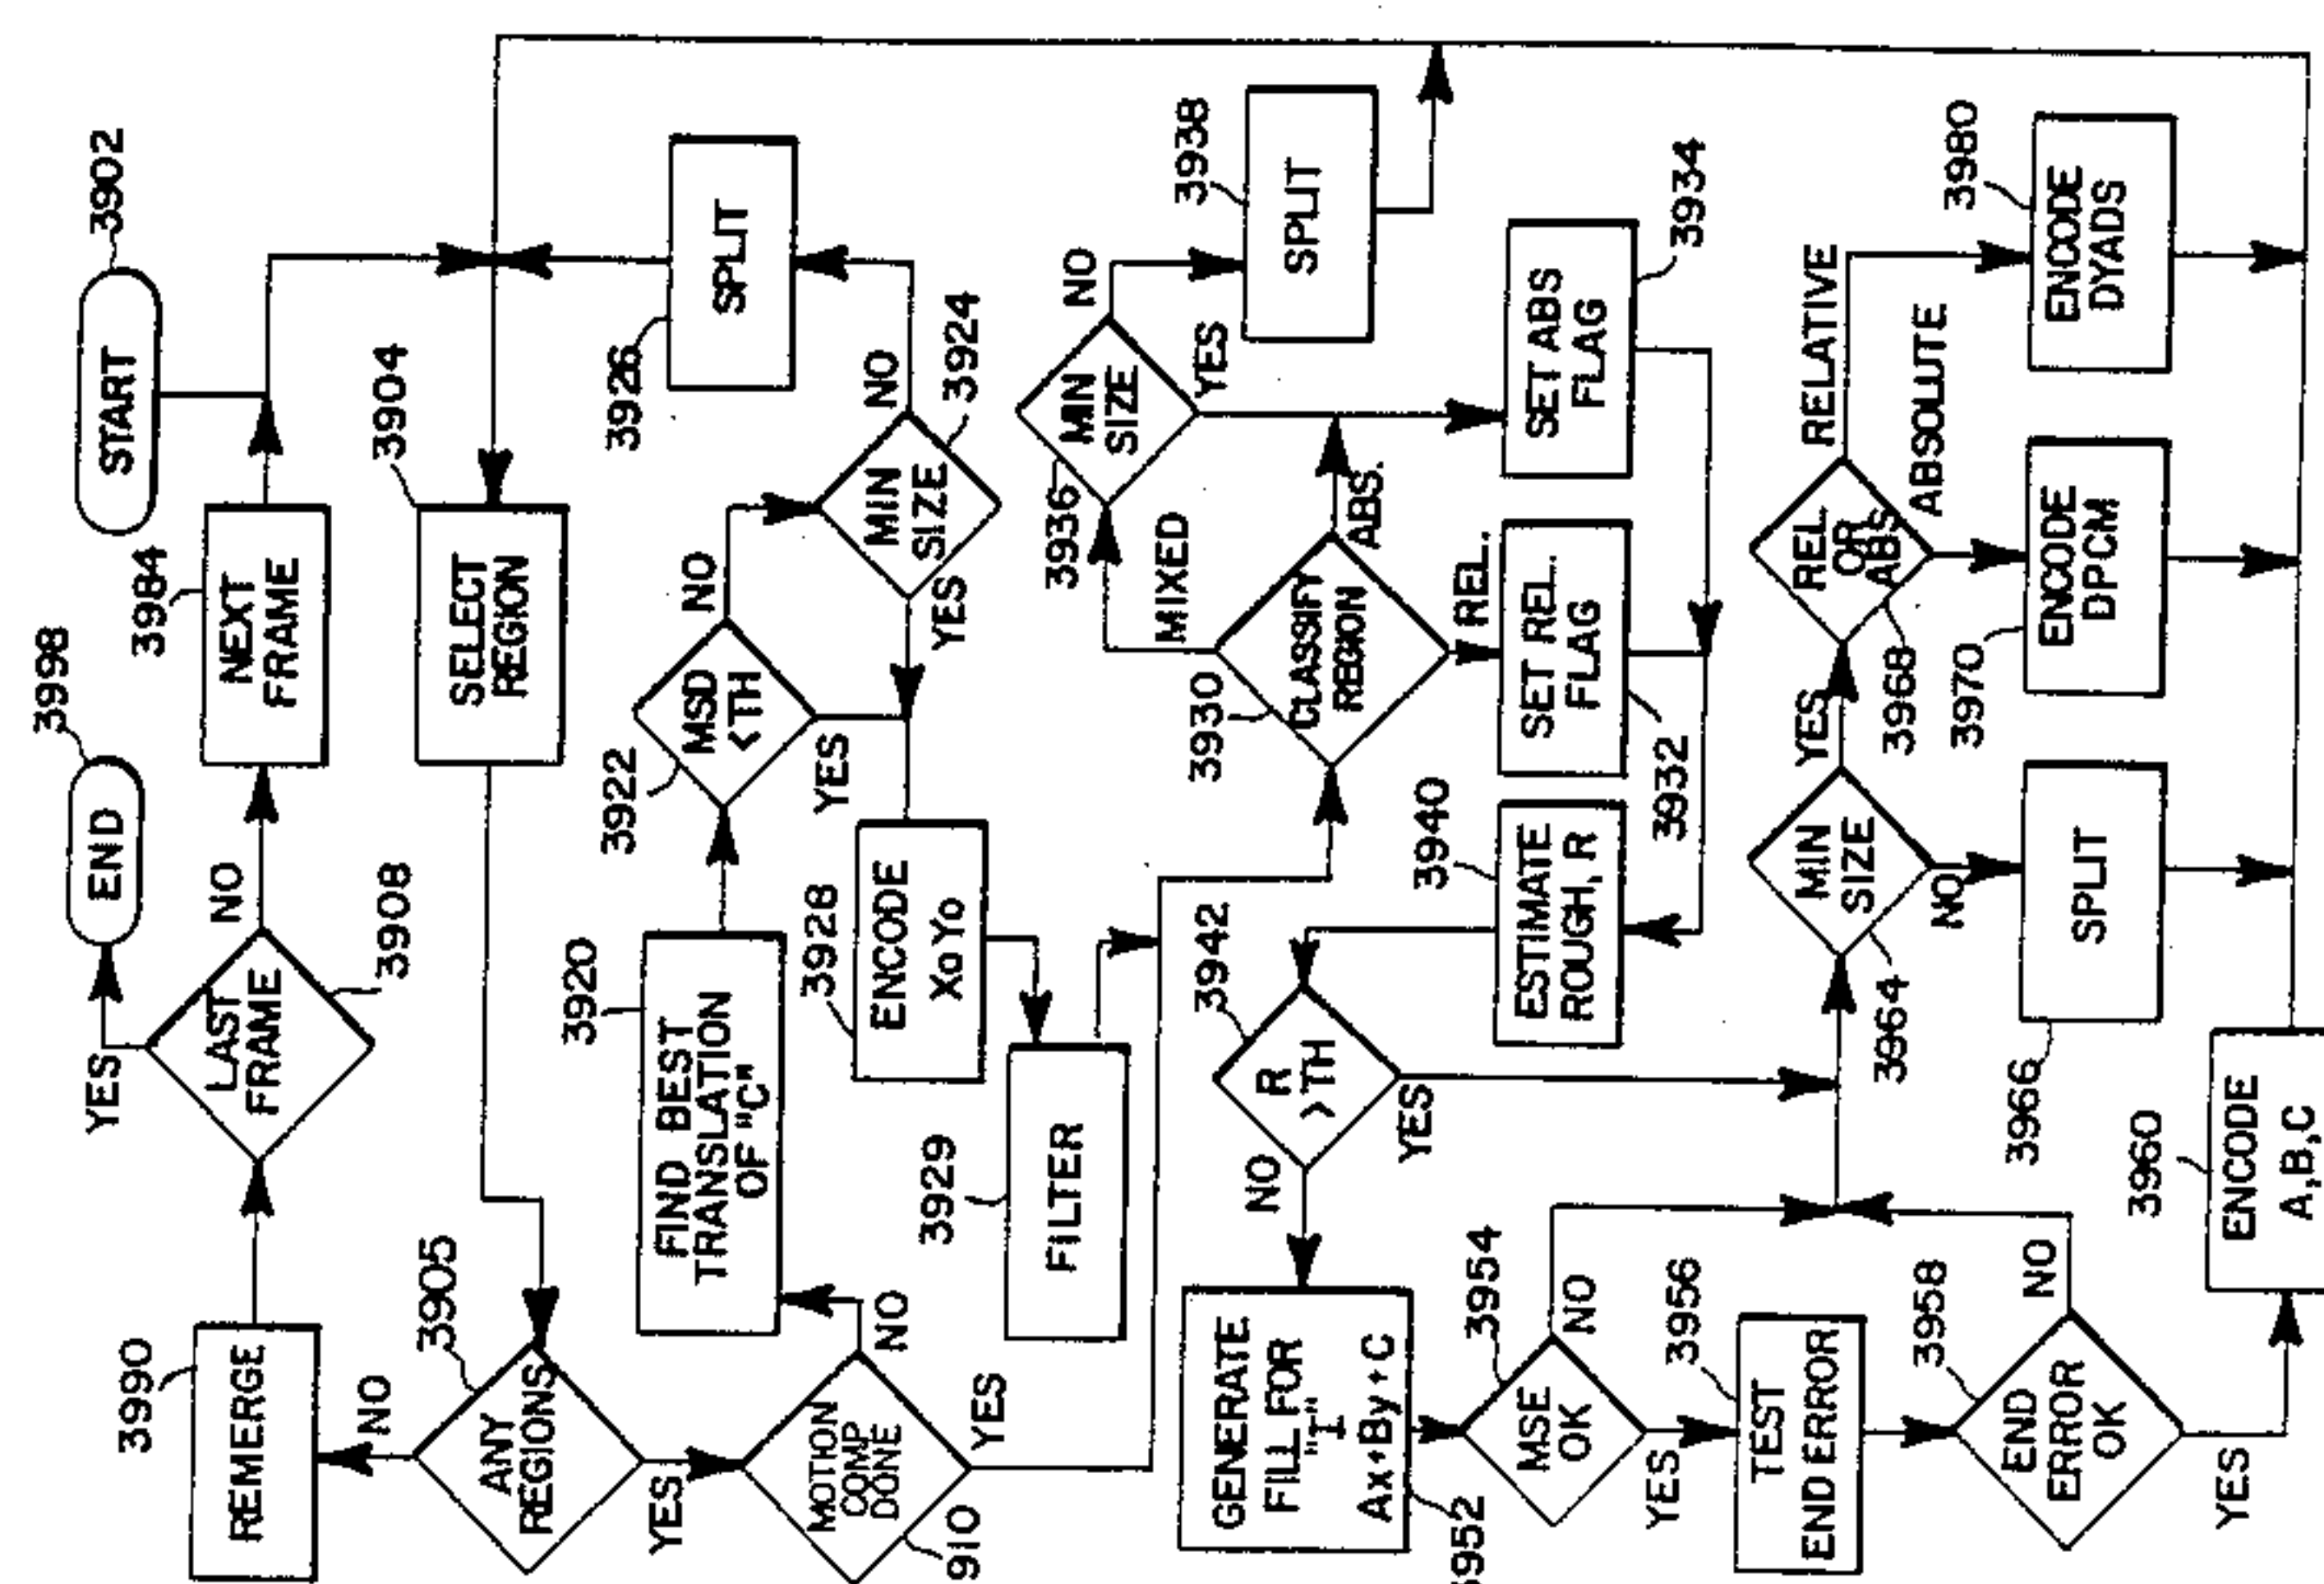 START
3902
END
3998
NEXT
FRAME
3984
LAST
FRAME
3908
YES
NO
REMERGE
3990
SELECT
REGION
3904
ANY
REGIONS
3905
NO
YES
MOTION
COMP
DONE
910
NO
YES
FIND BEST
TRANSLATION
OF "C"
3920
MSD
<TH
3922
NO
YES
MIN
SIZE
3924
NO
YES
SPLIT
3926
ENCODE
XoYo
3928
FILTER
3929
CLASSIFY
REGION
3930
MIXED
ABS.
REL.
MIN
SIZE
3936
NO
YES
SPLIT
3938
SET ABS
FLAG
3934
SET REL.
FLAG
3932
ESTIMATE
ROUGH, R
3940
R
>TH
3942
NO
YES
GENERATE
FILL FOR
"I"
Ax+By+C
3952
MSE
OK
3954
NO
YES
TEST
END ERROR
3956
END
ERROR
OK
3958
NO
YES
ENCODE
A,B,C
3960
MIN
SIZE
3964
YES
NO
SPLIT
3966
REL.
OR
ABS
3968
RELATIVE
ABSOLUTE
ENCODE
DPCM
3970
ENCODE
DYADS
3980